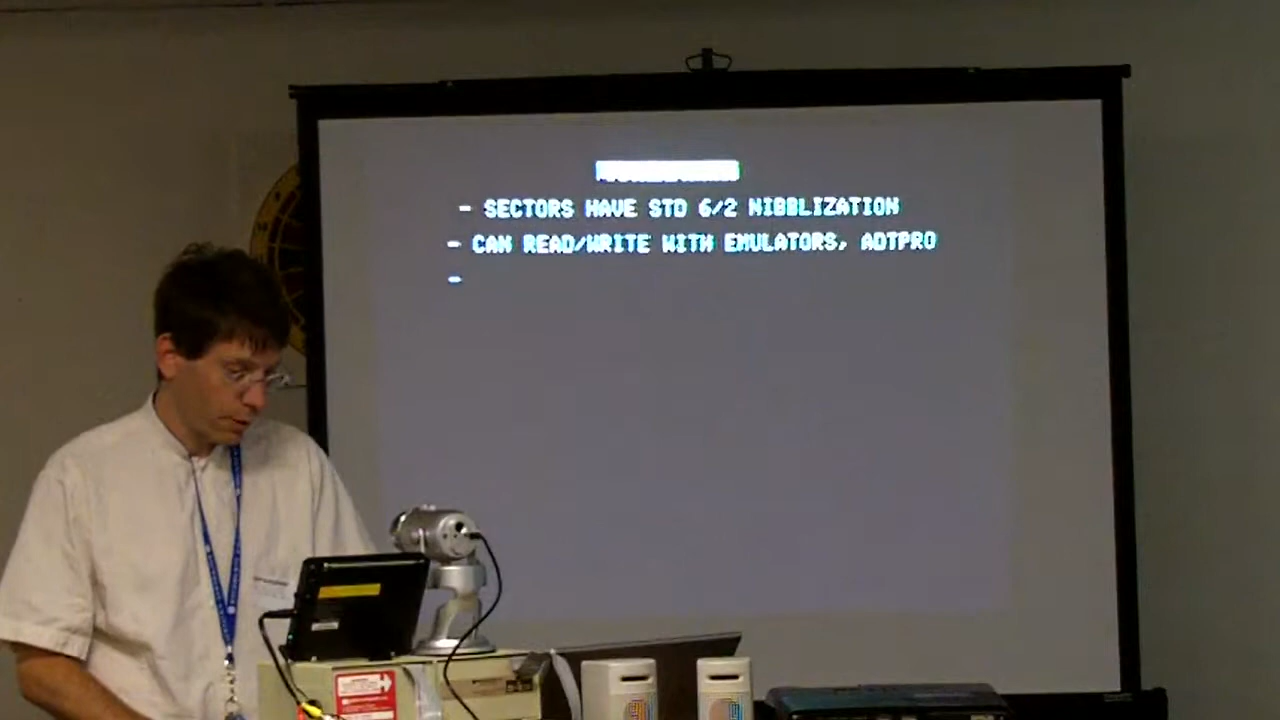 - SECTORS HAVE STD 6/2 NIBBLIZATION
- CAN READ/WRITE WITH EMULATORS, ADTPRO
-